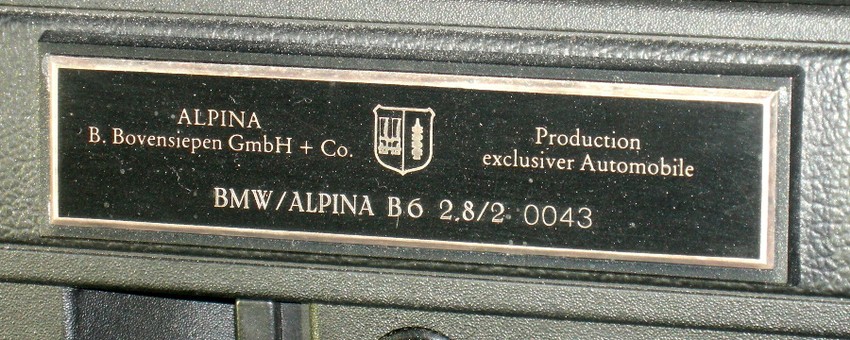 ALPINA
B. Bovensiepen GmbH + Co.
Production
exclusiver Automobile
BMW/ALPINA B6 2.8/2 0043